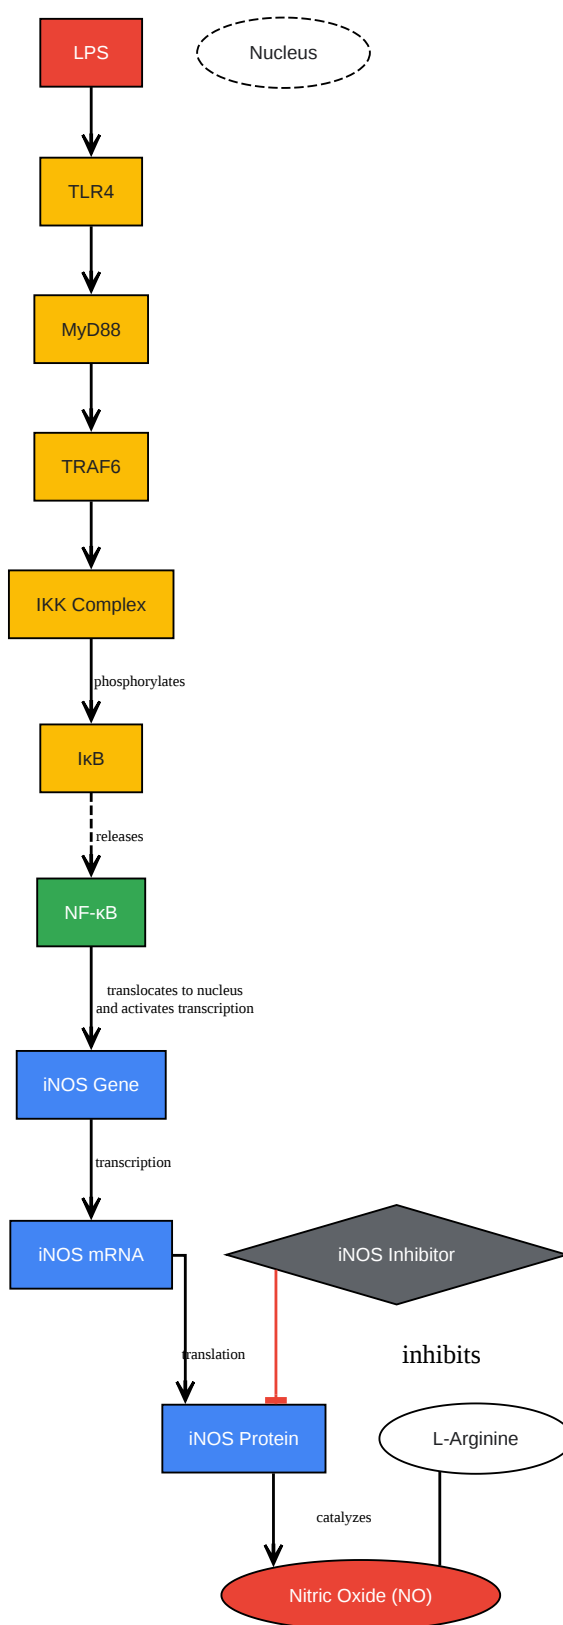 LPS
Nucleus
TLR4
MyD88
TRAF6
IKK Complex
phosphorylates
IκB
releases
NF-κB
translocates to nucleus
and activates transcription
iNOS Gene
transcription
iNOS mRNA
iNOS Inhibitor
translation
inhibits
iNOS Protein
L-Arginine
catalyzes
Nitric Oxide (NO)